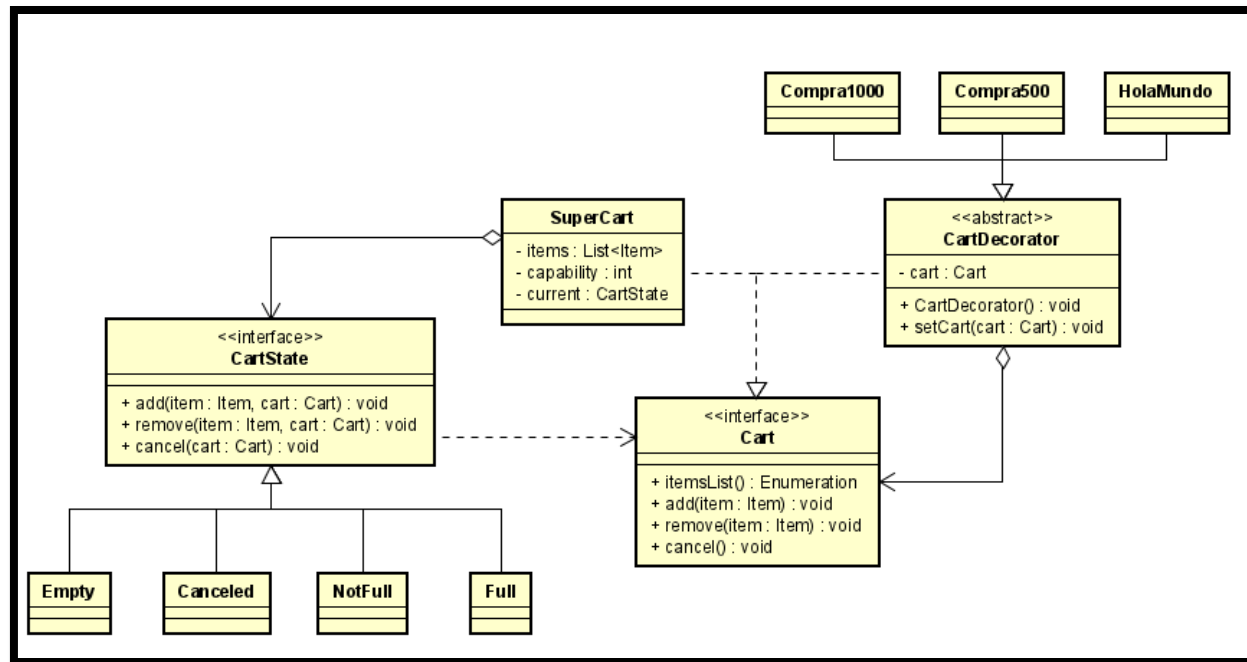 Compra1000
Compra500
HolaMundo
SuperCart
- items : List<Item>
- capability : int
- current : CartState
<<abstract>>
CartDecorator
- cart : Cart
+ CartDecorator() : void
+ setCart(cart : Cart) : void
<<interface>>
CartState
+ add(item : Item, cart : Cart) : void
+ remove(item : Item, cart : Cart) : void
+ cancel(cart : Cart) : void
<<interface>>
Cart
+ itemsList() : Enumeration
+ add(item : Item) : void
+ remove(item : Item) : void
+ cancel() : void
Empty
Canceled
NotFull
Full